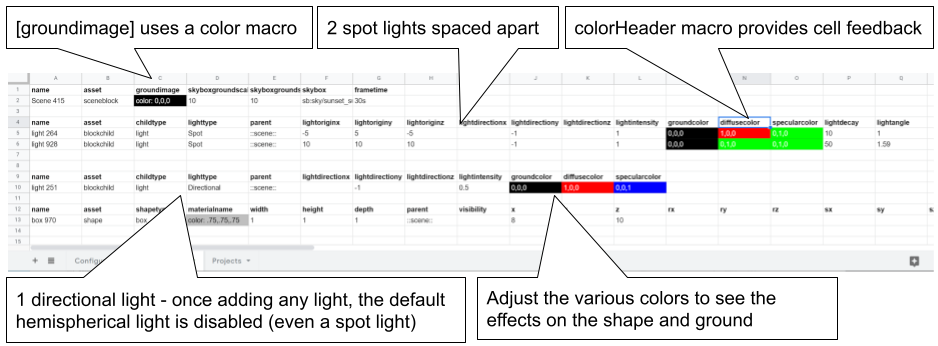 [groundimage] uses a color macro
2 spot lights spaced apart
colorHeader macro provides cell feedback
A B C D E F G H J K L N O P Q
1 name asset groundimage skyboxgroundsca skyboxgrounds skybox frametime
2 Scene 415 sceneblock color: 0,0,0 10 10 sb:sky/sunset_s 30s
3
4 name asset childtype lighttype parent lightoriginx lightoriginy lightoriginz lightdirectionx lightdirectiony lightdirectionz lightintensity groundcolor diffusecolor specularcolor lightdecay lightangle
5 light 264 blockchild light Spot ::scene:: -5 5 -5 -1 1 0,0,0 1,0,0 0,1,0 10 1
6 light 928 blockchild light Spot ::scene:: 10 10 10 -1 1 0,0,0 0,1,0 0,1,0 50 1.59
7
8
9 name asset childtype lighttype parent lightdirectionx lightdirectiony lightdirectionz lightintensity groundcolor diffusecolor specularcolor
10 light 251 blockchild light Directional ::scene:: -1 0.5 0,0,0 1,0,0 0,0,1
11
12 name asset materialname width height depth parent visibility x z rx ry rz sx sy
13 box 970 shape box color: .75,.75,.75 1 1 1 ::scene:: 8 10
14
15
Projects
1 directional light - once adding any light, the default
hemispherical light is disabled (even a spot light)
Adjust the various colors to see the
effects on the shape and ground